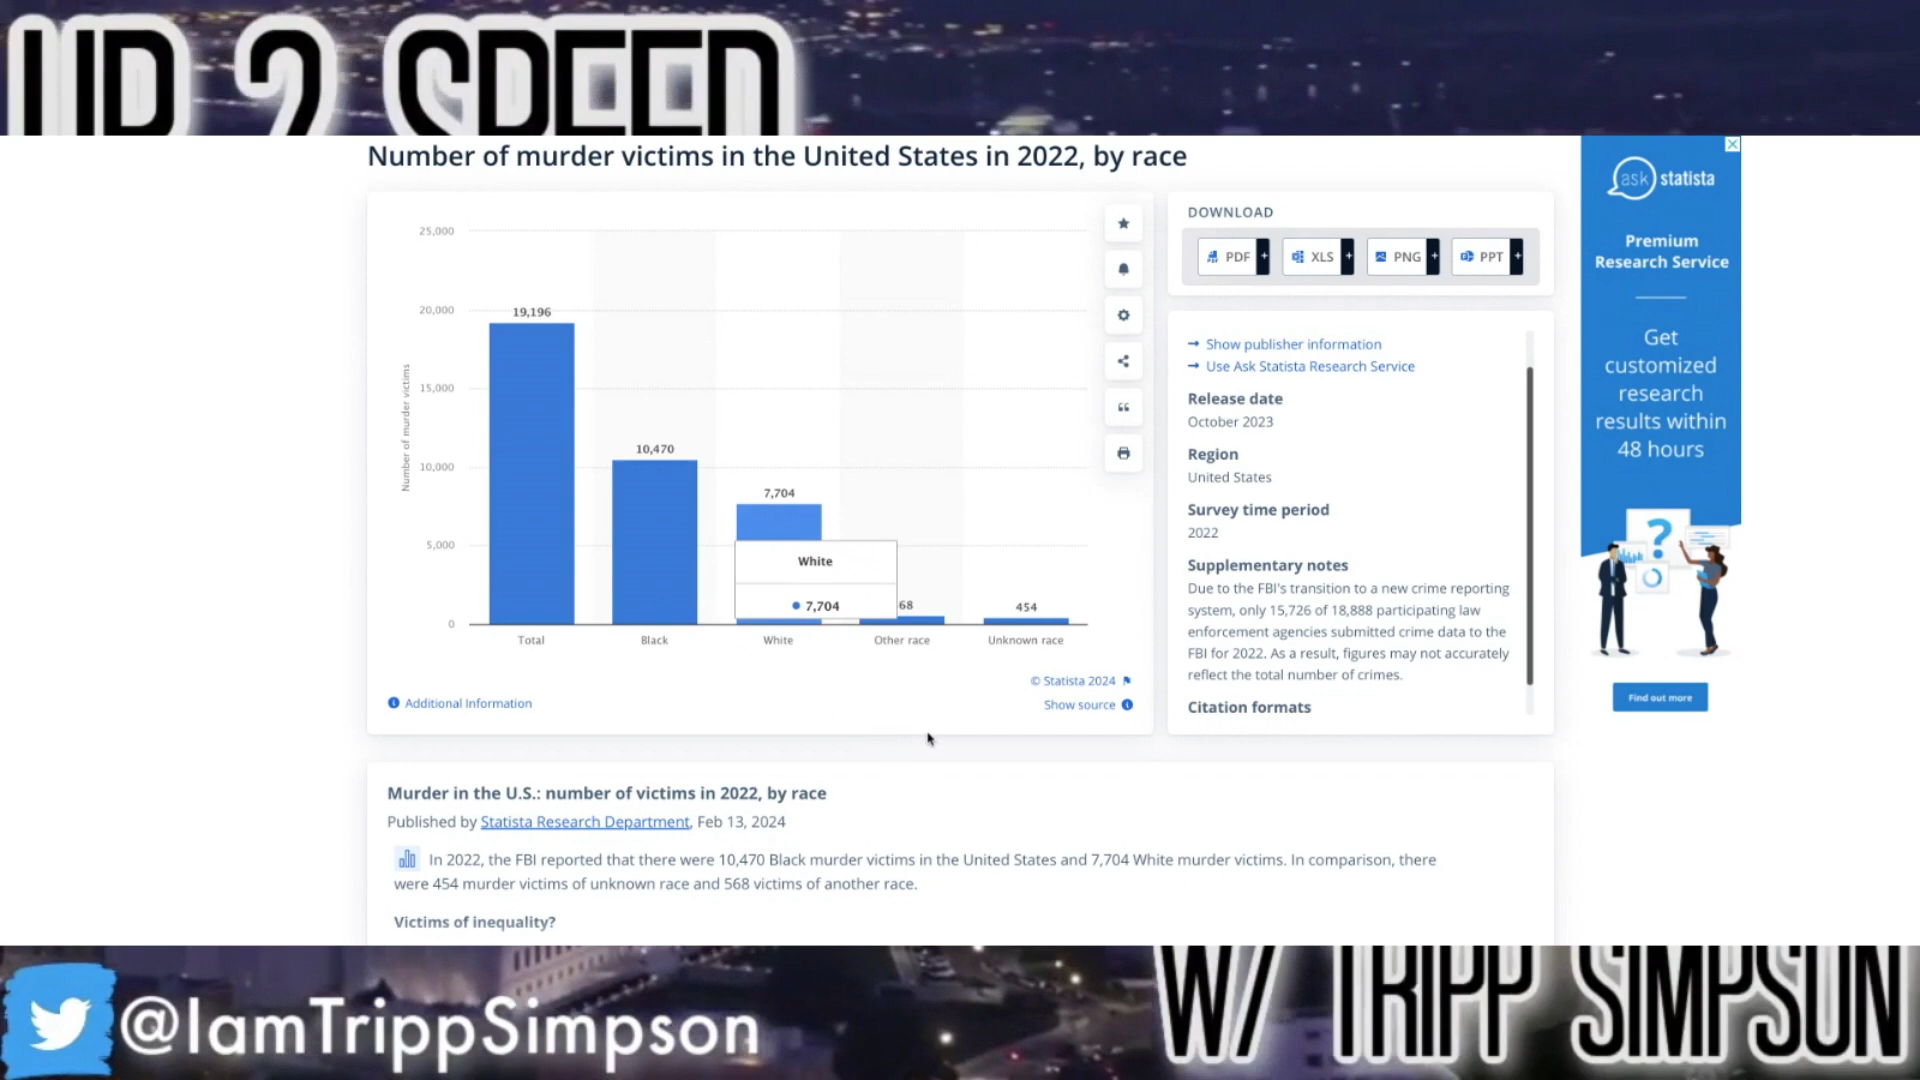 UP 2 SPEED
Number of murder victims in the United States in 2022, by race
25,000
20,000
15,000
10,000
5,000
0
Number of murder victims
19,196
10,470
7,704
White
7,704
68
454
Total
Black
White
Other race
Unknown race
© Statista 2024
Additional Information
Show source
DOWNLOAD
PDF + XLS + PNG + PPT +
→ Show publisher information
→ Use Ask Statista Research Service
Release date
October 2023
Region
United States
Survey time period
2022
Supplementary notes
Due to the FBI's transition to a new crime reporting
system, only 15,726 of 18,888 participating law
enforcement agencies submitted crime data to the
FBI for 2022. As a result, figures may not accurately
reflect the total number of crimes.
Citation formats
ask statista
Premium
Research Service
Get
customized
research
results within
48 hours
?
Find out more
Murder in the U.S.: number of victims in 2022, by race
Published by Statista Research Department, Feb 13, 2024
In 2022, the FBI reported that there were 10,470 Black murder victims in the United States and 7,704 White murder victims. In comparison, there
were 454 murder victims of unknown race and 568 victims of another race.
Victims of inequality?
@IamTrippSimpson
W/ TRIPP SIMPSON